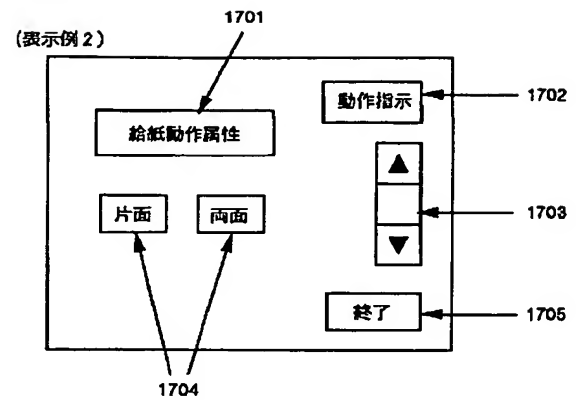 1701
(表示例2)
動作指示
1702
給紙動作属性
▲
1703
片面
両面
▼
終了
1705
1704